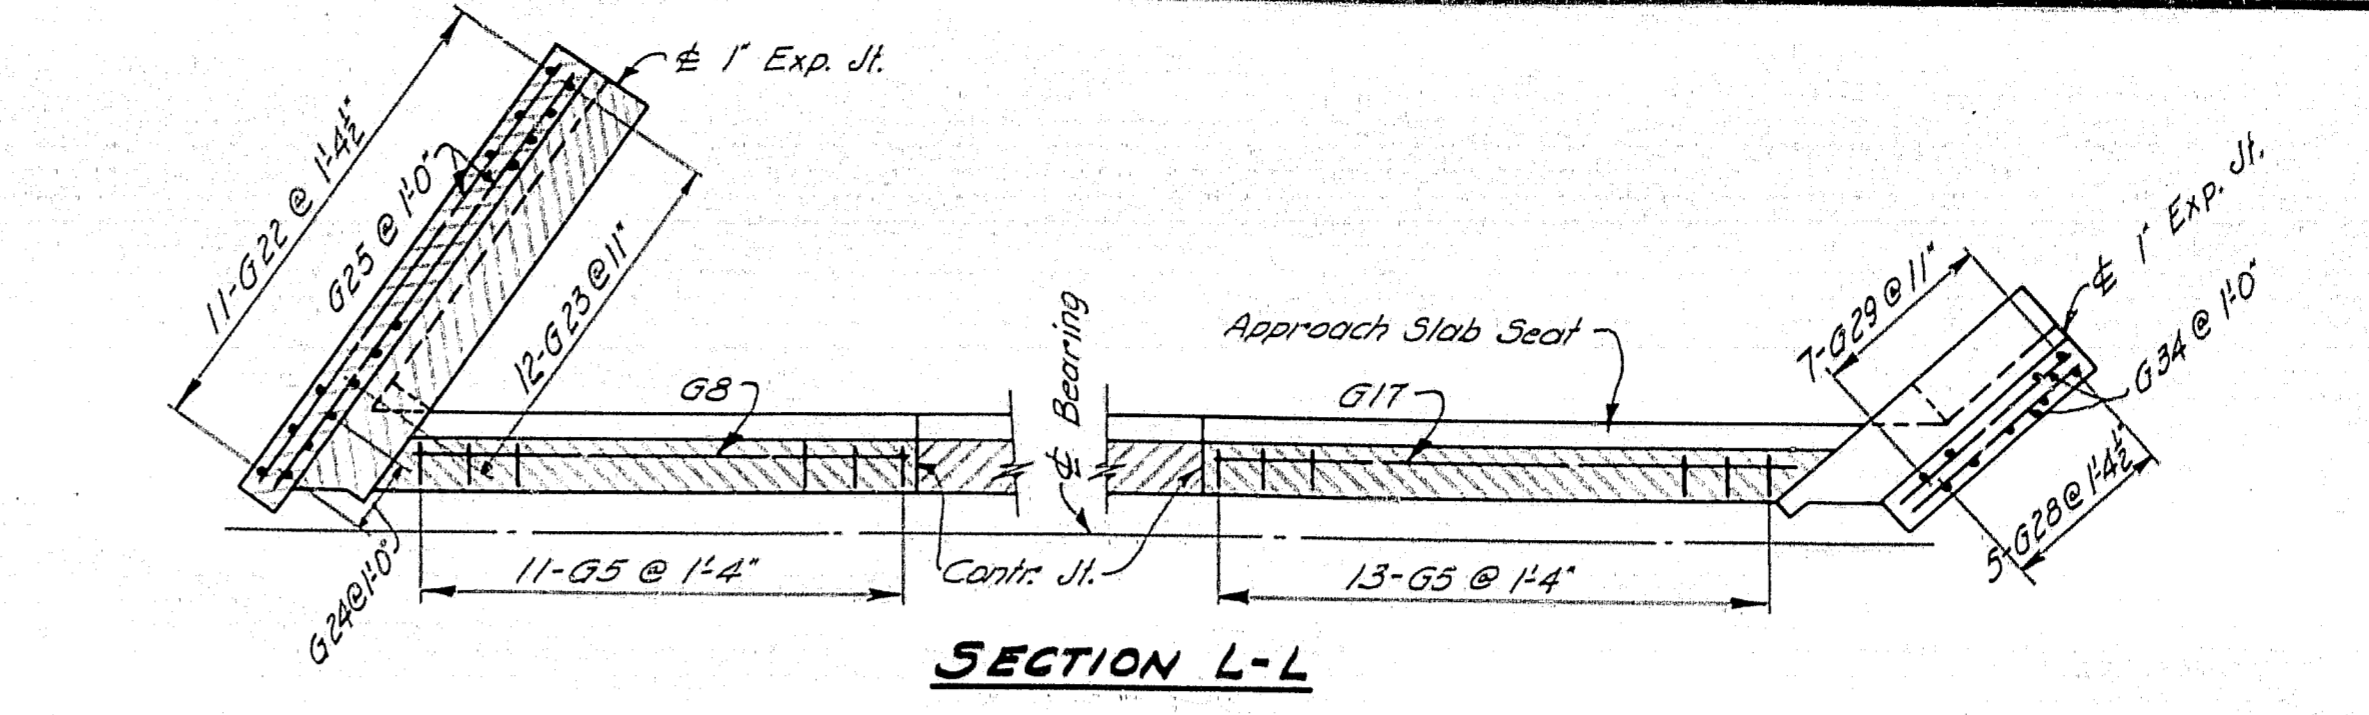 ℄ 1" Exp. Jt.
11-G22 @ 1'-4½"
G25 @ 1'-0"
12-G23 @ 11"
G8
℄ Bearing
Approach Slab Seat
G17
7-G29 @ 11"
℄ 1" Exp. Jt.
G34 @ 1'-0"
5-G28 @ 1'-4½"
G24 @ 1'-0"
11-G5 @ 1'-4"
Contr. Jt.
13-G5 @ 1'-4"
SECTION L-L